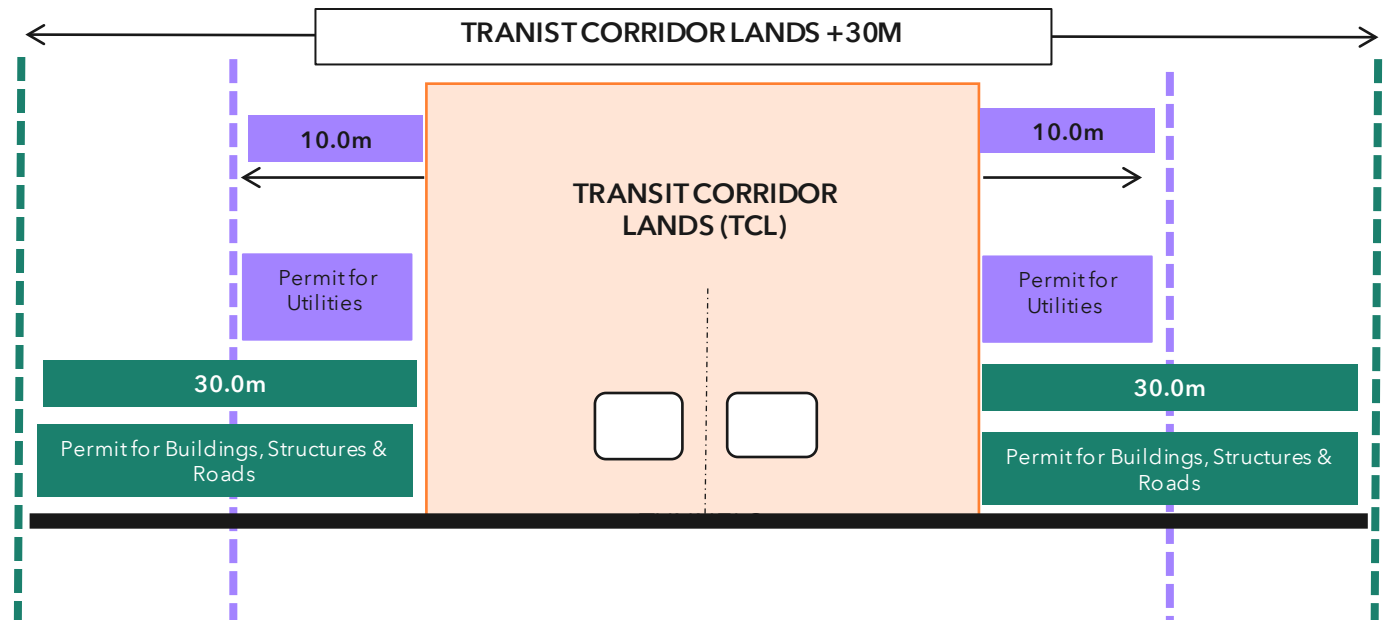 TRANIST CORRIDOR LANDS +30M
10.0m
10.0m
TRANSIT CORRIDOR
LANDS (TCL)
Permit for
Utilities
Permit for
Utilities
30.0m
30.0m
Permit for Buildings, Structures &
Roads
Permit for Buildings, Structures &
Roads